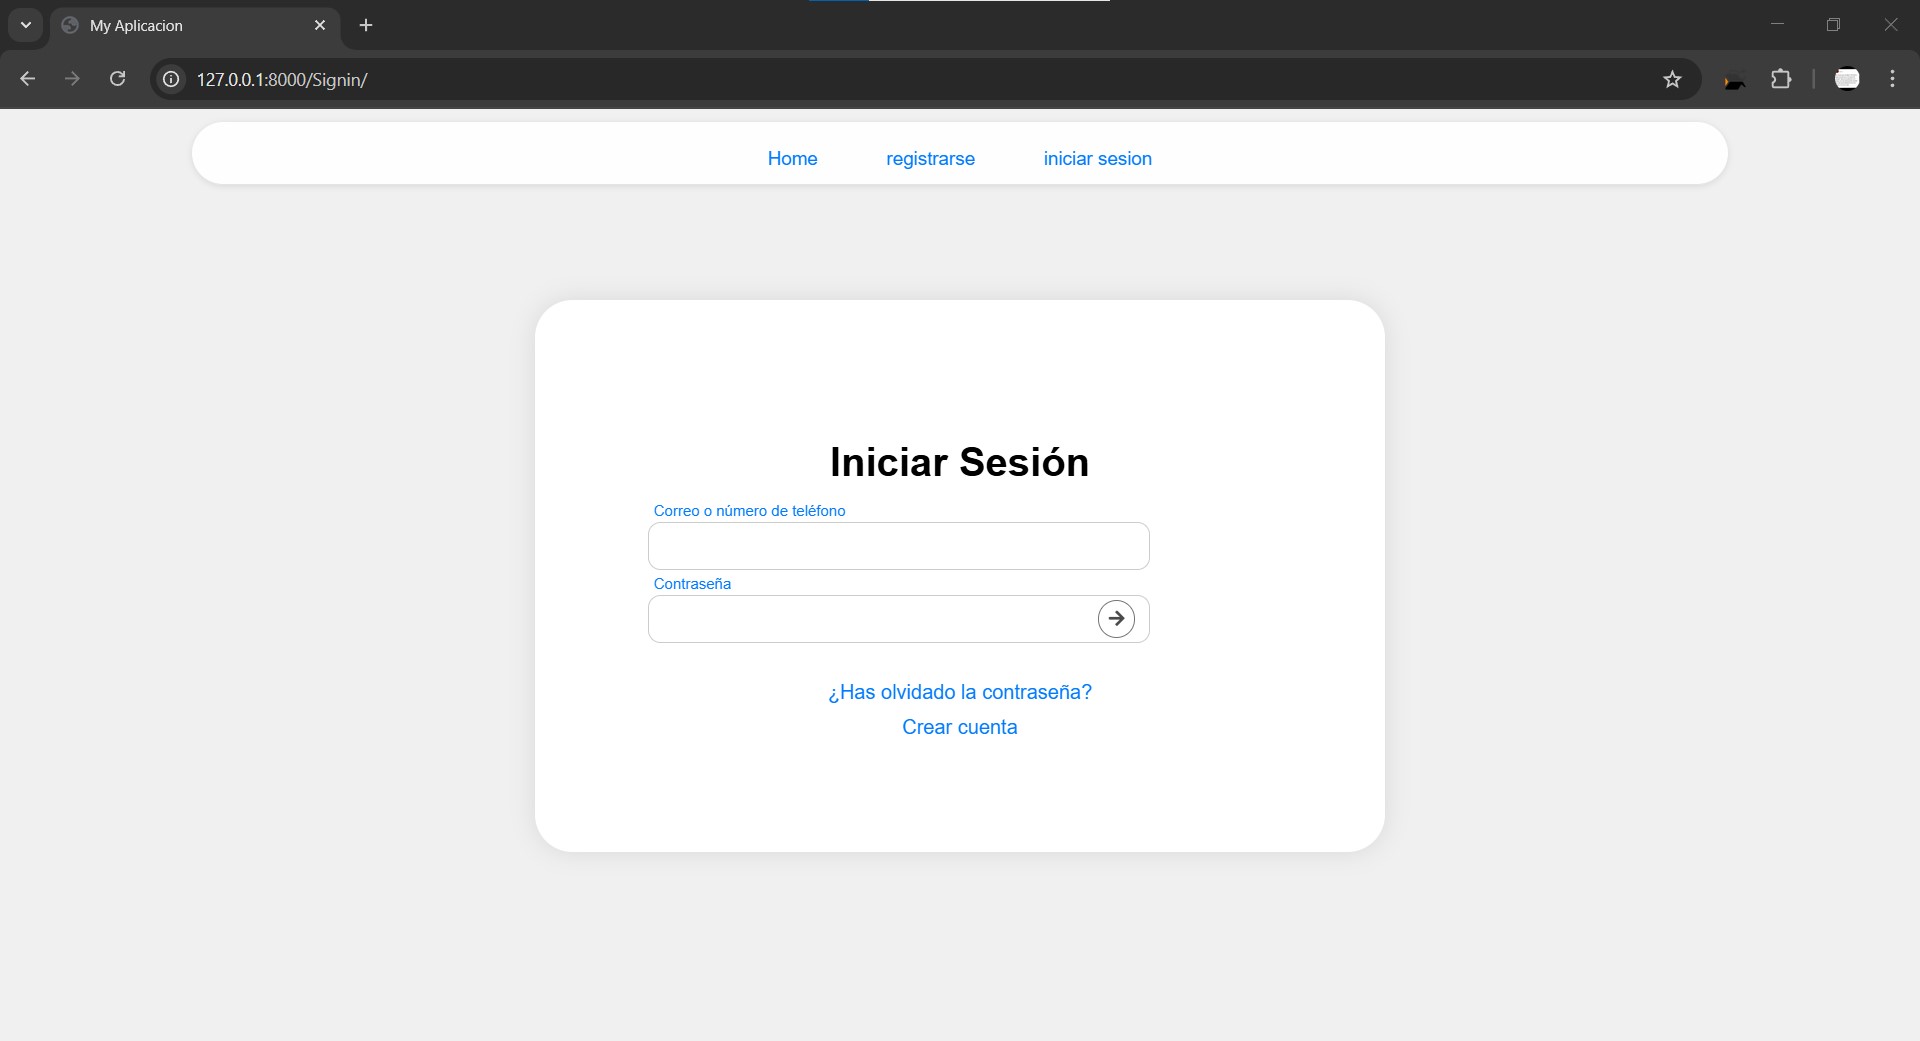 My Aplicacion
127.0.0.1:8000/Signin/
Home registrarse iniciar sesion
Iniciar Sesión
Correo o número de teléfono
Contraseña
¿Has olvidado la contraseña?
Crear cuenta